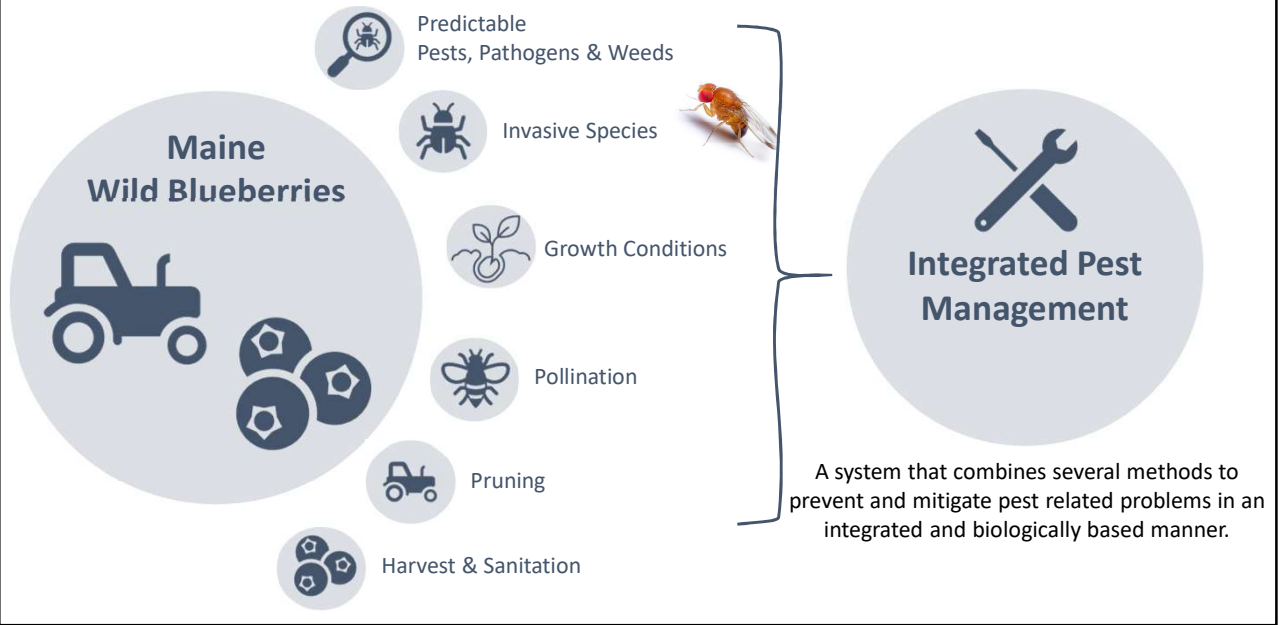 Predictable
Pests, Pathogens & Weeds
Invasive Species
Maine
Wild Blueberries
Growth Conditions
Pollination
Pruning
Harvest & Sanitation
Integrated Pest
Management
A system that combines several methods to
prevent and mitigate pest related problems in an
integrated and biologically based manner.